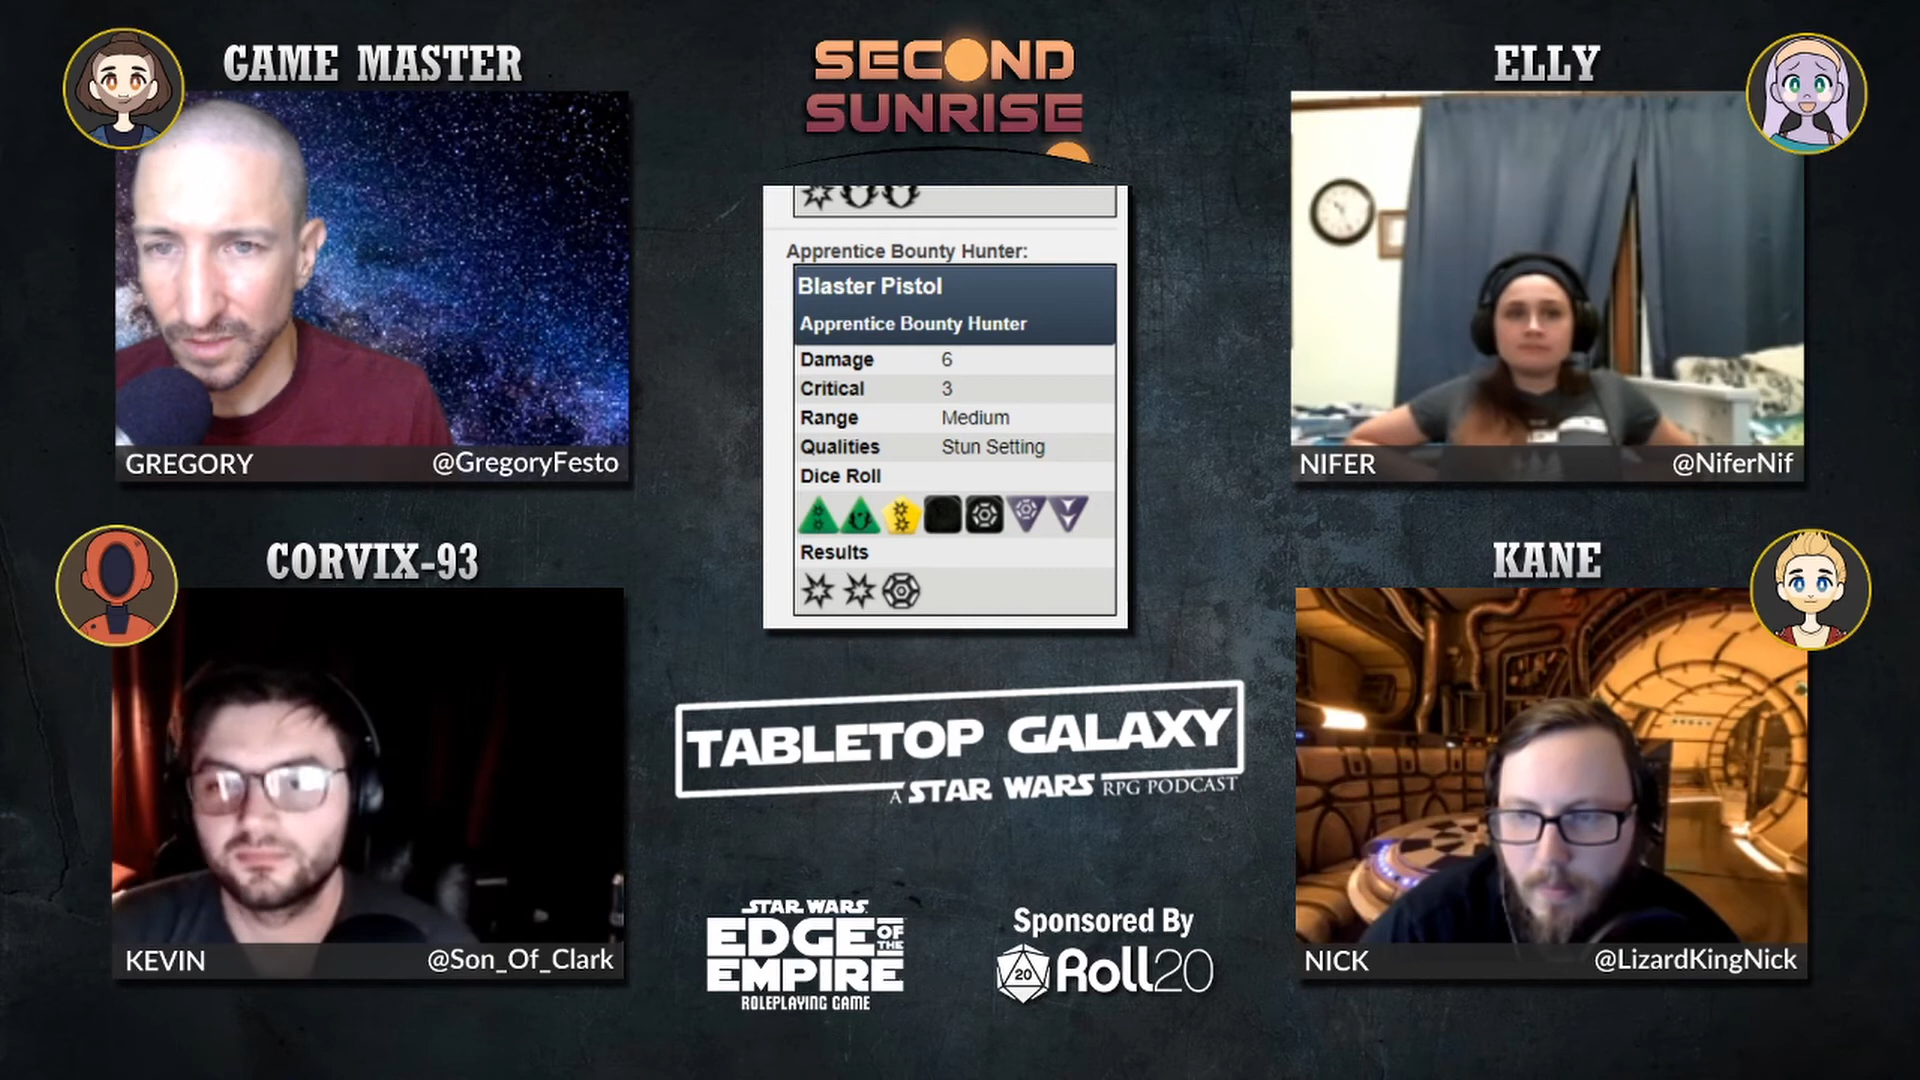 GAME MASTER
GREGORY
@GregoryFesto
SECOND
SUNRISE
ELLY
NIFER
@NiferNif
Apprentice Bounty Hunter:
Blaster Pistol
Apprentice Bounty Hunter
Damage 6
Critical 3
Range Medium
Qualities Stun Setting
Dice Roll
Results
CORVIX-93
KEVIN
@Son_Of_Clark
KANE
NICK
@LizardKingNick
TABLETOP GALAXY
A STAR WARS RPG PODCAST
STAR WARS
EDGE OF THE
EMPIRE
ROLEPLAYING GAME
Sponsored By
20 Roll20